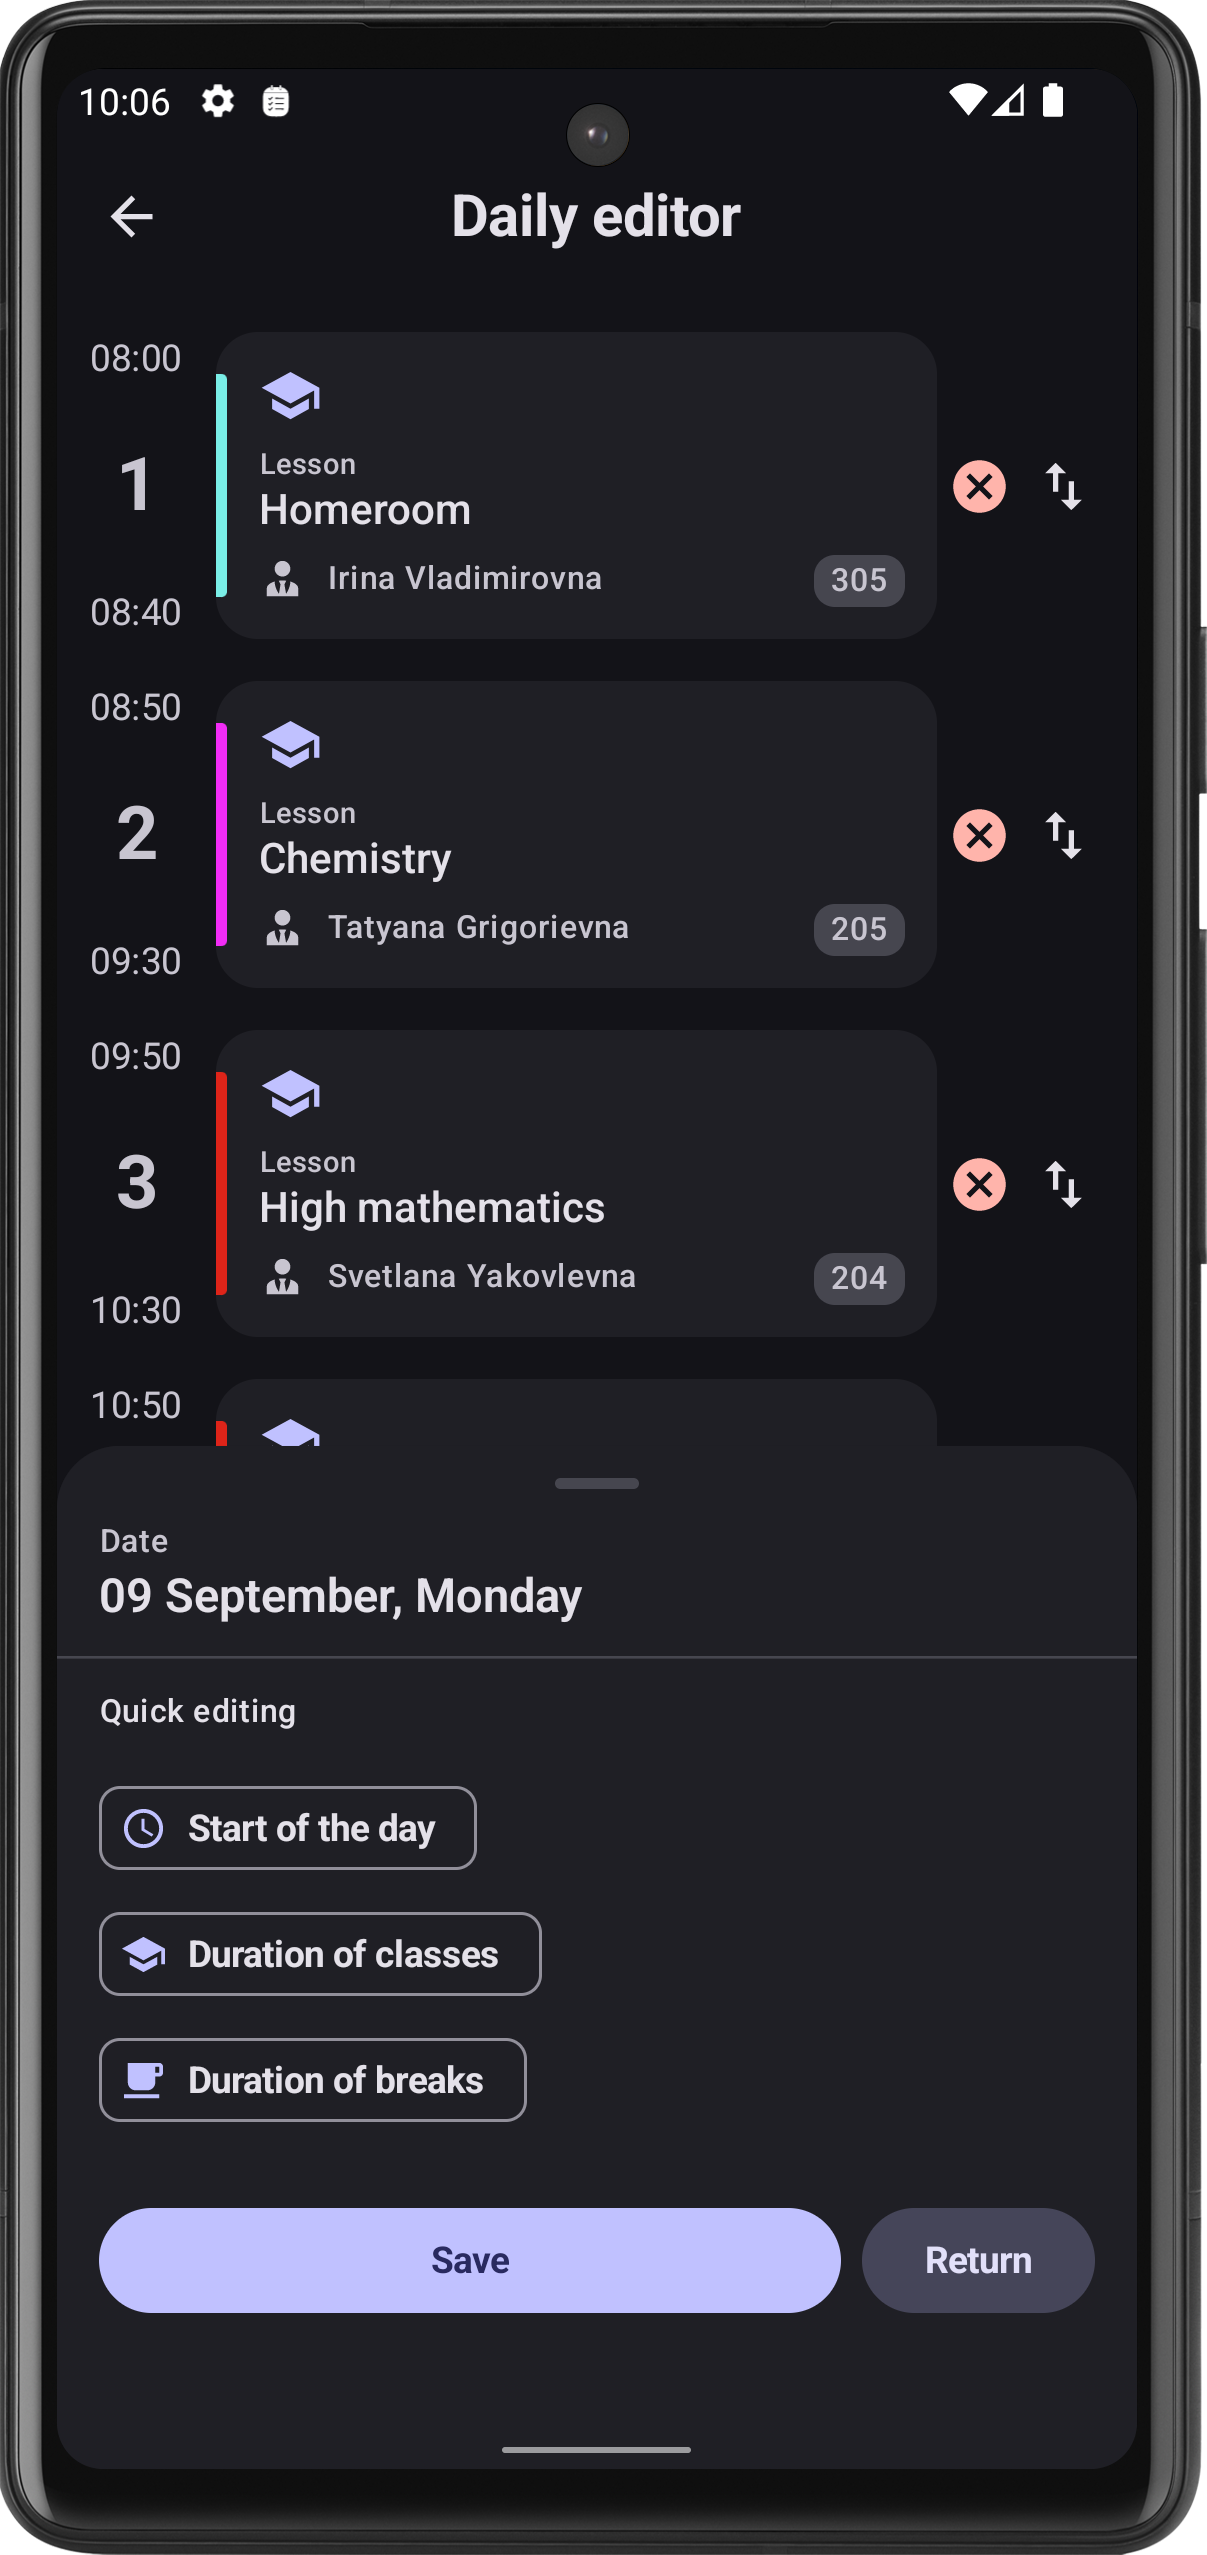 10:06
Daily editor
08:00
1
08:40
Lesson
Homeroom
Irina Vladimirovna
305
08:50
2
09:30
Lesson
Chemistry
Tatyana Grigorievna
205
09:50
3
10:30
Lesson
High mathematics
Svetlana Yakovlevna
204
10:50
Date
09 September, Monday
Quick editing
Start of the day
Duration of classes
Duration of breaks
Save
Return